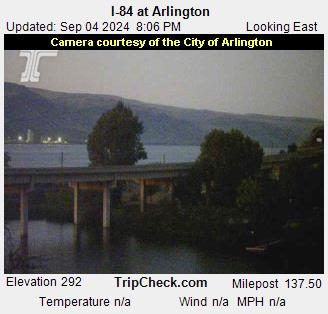 I-84 at Arlington
Updated: Sep 04 2024 8:06 PM Looking East
Camera courtesy of the City of Arlington
Elevation 292 TripCheck.com Milepost 137.50
Temperature n/a Wind n/a MPH n/a